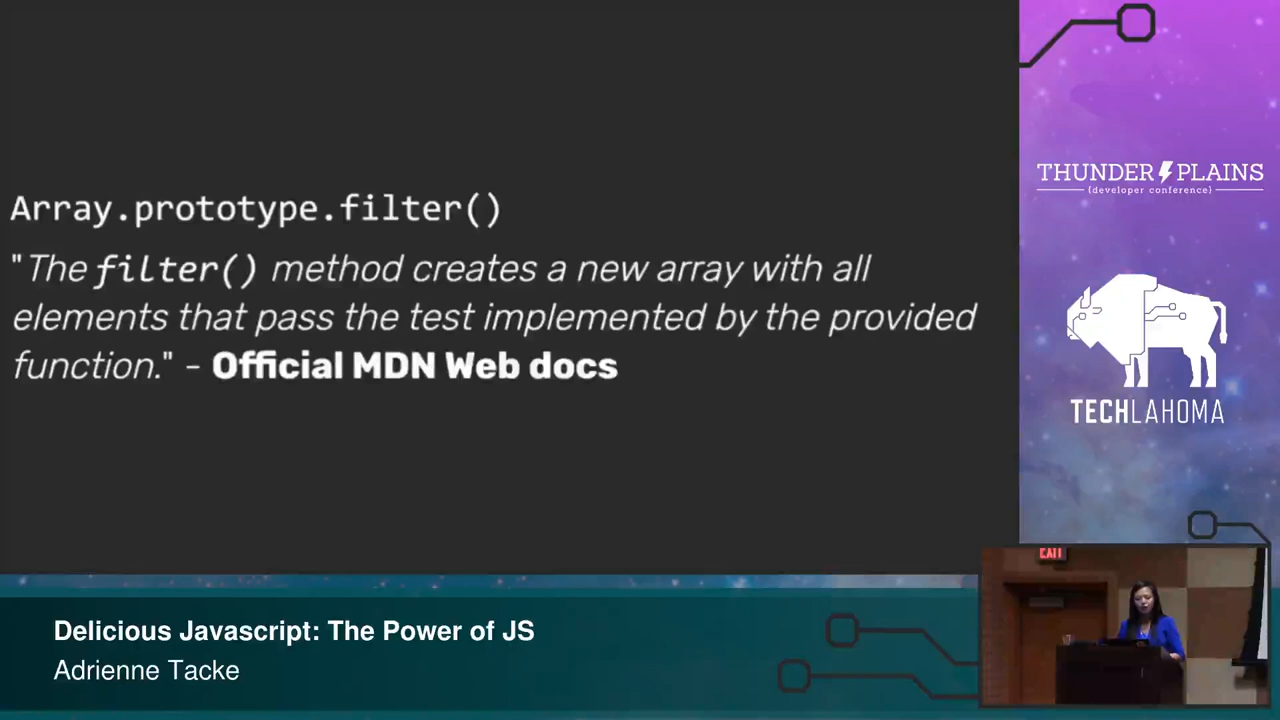 Array.prototype.filter()
"The filter() method creates a new array with all
elements that pass the test implemented by the provided
function." - Official MDN Web docs
THUNDER PLAINS
{developer conference}
TECHLAHOMA
EXIT
Delicious Javascript: The Power of JS
Adrienne Tacke